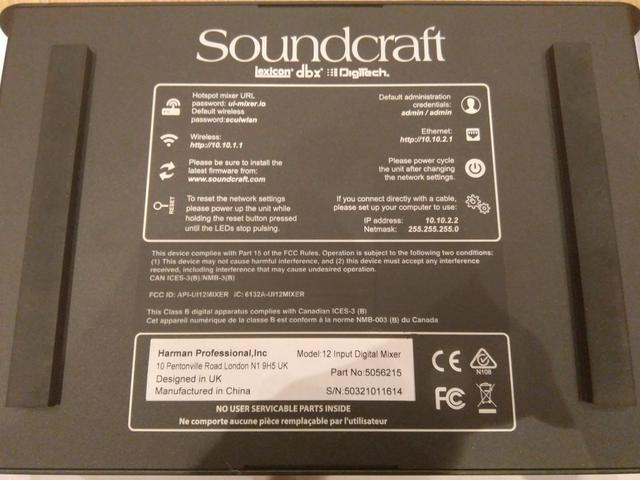 Soundcraft
lexicon® dbx® DigiTech.
Hotspot mixer URL
password: ui-mixer.io
Default wireless
password:scuiwlan
Wireless:
http://10.10.1.1
Please be sure to install the
latest firmware from:
www.soundcraft.com
RESET
To reset the network settings
please power up the unit while
holding the reset button pressed
until the LEDs stop pulsing.
Default administration
credentials:
admin / admin
Ethernet:
http://10.10.2.1
Please power cycle
the unit after changing
the network settings.
If you connect directly with a cable,
please set up your computer to use:
IP address: 10.10.2.2
Netmask: 255.255.255.0
This device complies with Part 15 of the FCC Rules. Operation is subject to the following two conditions:
(1) This device may not cause harmful interference, and (2) this device must accept any interference
received, including interference that may cause undesired operation.
CAN ICES-3(B)/NMB-3(B)
FCC ID: API-UI12MIXER IC: 6132A-UI12MIXER
This Class B digital apparatus complies with Canadian ICES-3 (B)
Cet appareil numérique de la classe B est conform à la norme NMB-003 (B) du Canada
Harman Professional,Inc
10 Pentonville Road London N1 9H5 UK
Designed in UK
Manufactured in China
Model:12 Input Digital Mixer
Part No:5056215
S/N:50321011614
CE
N108
FC
NO USER SERVICABLE PARTS INSIDE
Ne comporte aucune pièce remplaçable par l'utilisateur